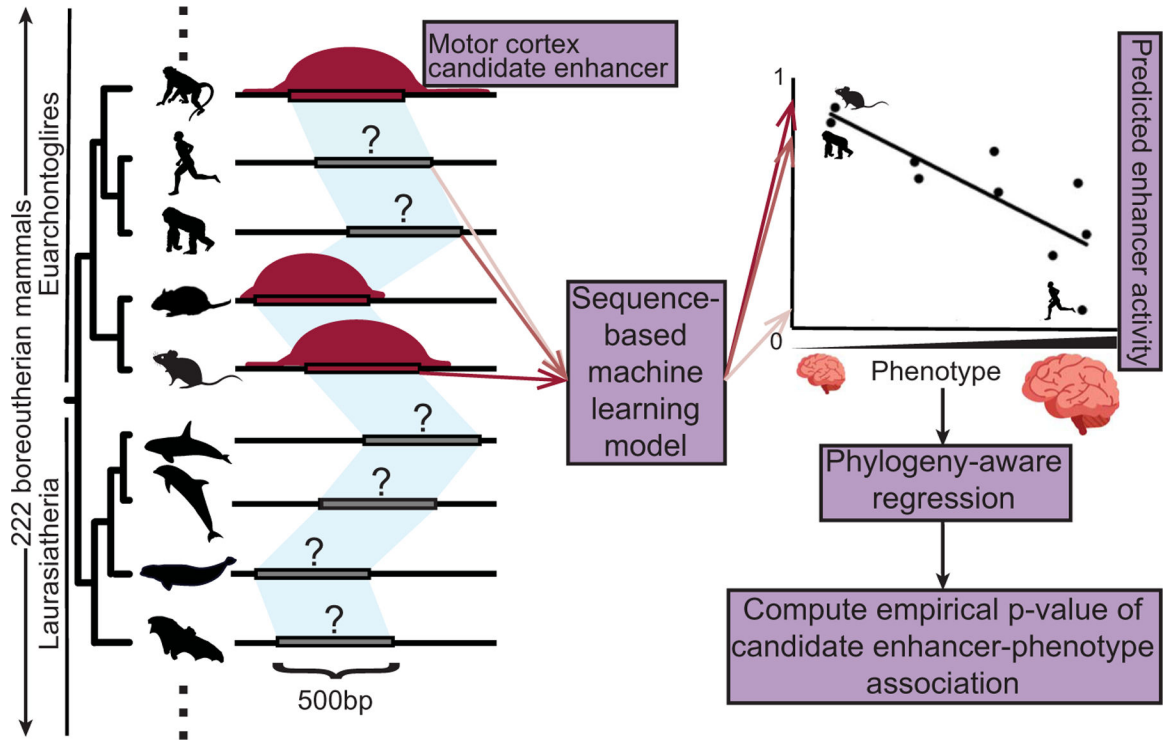 222 boreoeutherian mammals
Euarchontoglires
Laurasiatheria
Motor cortex
candidate enhancer
?
?
?
?
?
?
500bp
Sequence-
based
machine
learning
model
1
0
Predicted enhancer activity
Phenotype
Phylogeny-aware
regression
Compute empirical p-value of
candidate enhancer-phenotype
association